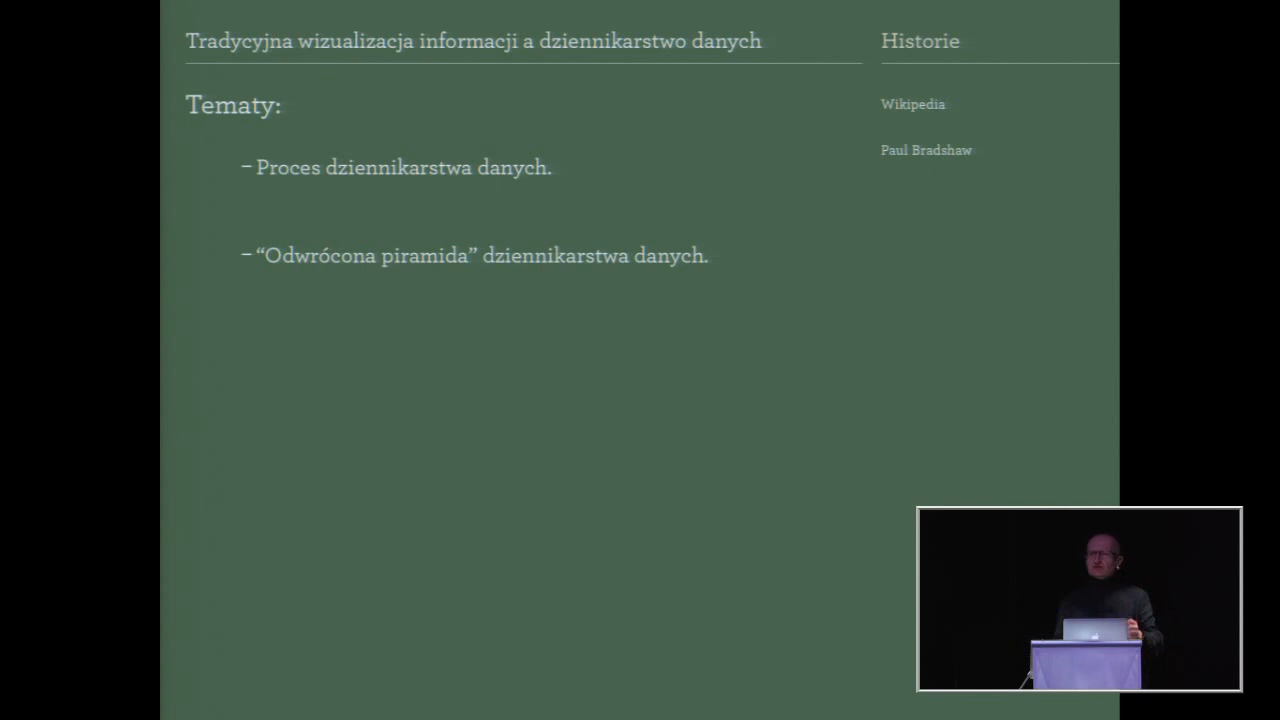 Tradycyjna wizualizacja informacji a dziennikarstwo danych
Historie
Tematy:
– Proces dziennikarstwa danych.
– “Odwrócona piramida” dziennikarstwa danych.
Wikipedia
Paul Bradshaw